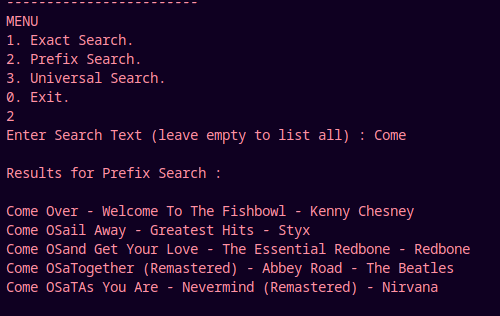 -------------------------
MENU
1. Exact Search.
2. Prefix Search.
3. Universal Search.
0. Exit.
2
Enter Search Text (leave empty to list all) : Come
Results for Prefix Search :
Come Over - Welcome To The Fishbowl - Kenny Chesney
Come OSail Away - Greatest Hits - Styx
Come OSand Get Your Love - The Essential Redbone - Redbone
Come OSaTogether (Remastered) - Abbey Road - The Beatles
Come OSaTAs You Are - Nevermind (Remastered) - Nirvana